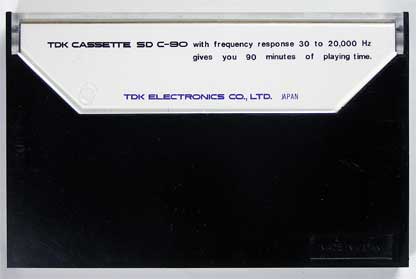 TDK CASSETTE SD C-90 with frequency response 30 to 20,000 Hz
gives you 90 minutes of playing time.
TDK ELECTRONICS CO., LTD. JAPAN